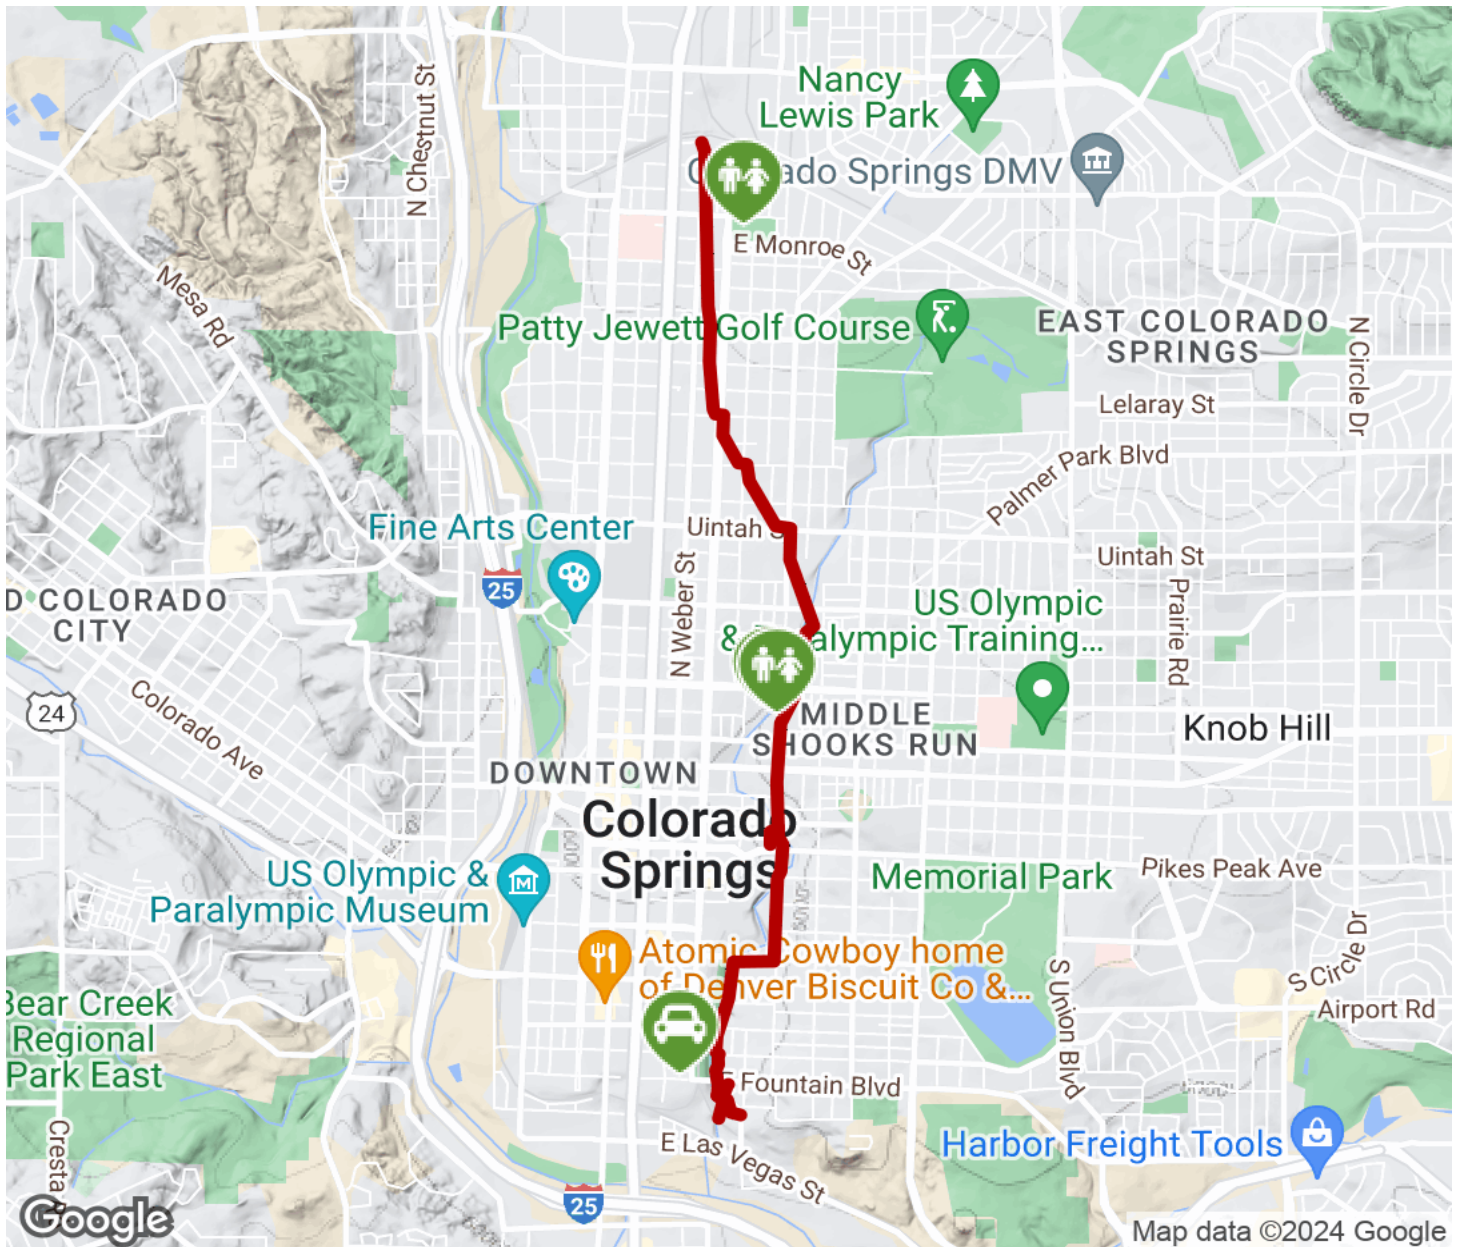 N Chestnut St
Nancy
Lewis Park
ado Springs DMV
E Monroe St
Mesa Rd
Patty Jewett Golf Course
EAST COLORADO
SPRINGS
N Circle Dr
Lelaray St
Palmer Park Blvd
Fine Arts Center
Uintah S
Uintah St
25
N Weber St
D COLORADO
CITY
US Olympic
& alympic Training...
Prairie Rd
24
Colorado Ave
MIDDLE
SHOOKS RUN
Knob Hill
DOWNTOWN
Colorado
Springs
US Olympic &
Paralympic Museum
Memorial Park
Pikes Peak Ave
Atomic Cowboy home
of Denver Biscuit Co &...
S Circle Dr
Airport Rd
S Union Blvd
Bear Creek
Regional
Park East
E Fountain Blvd
Cresta R
E Las Vegas St
Harbor Freight Tools
25
Google
Map data ©2024 Google